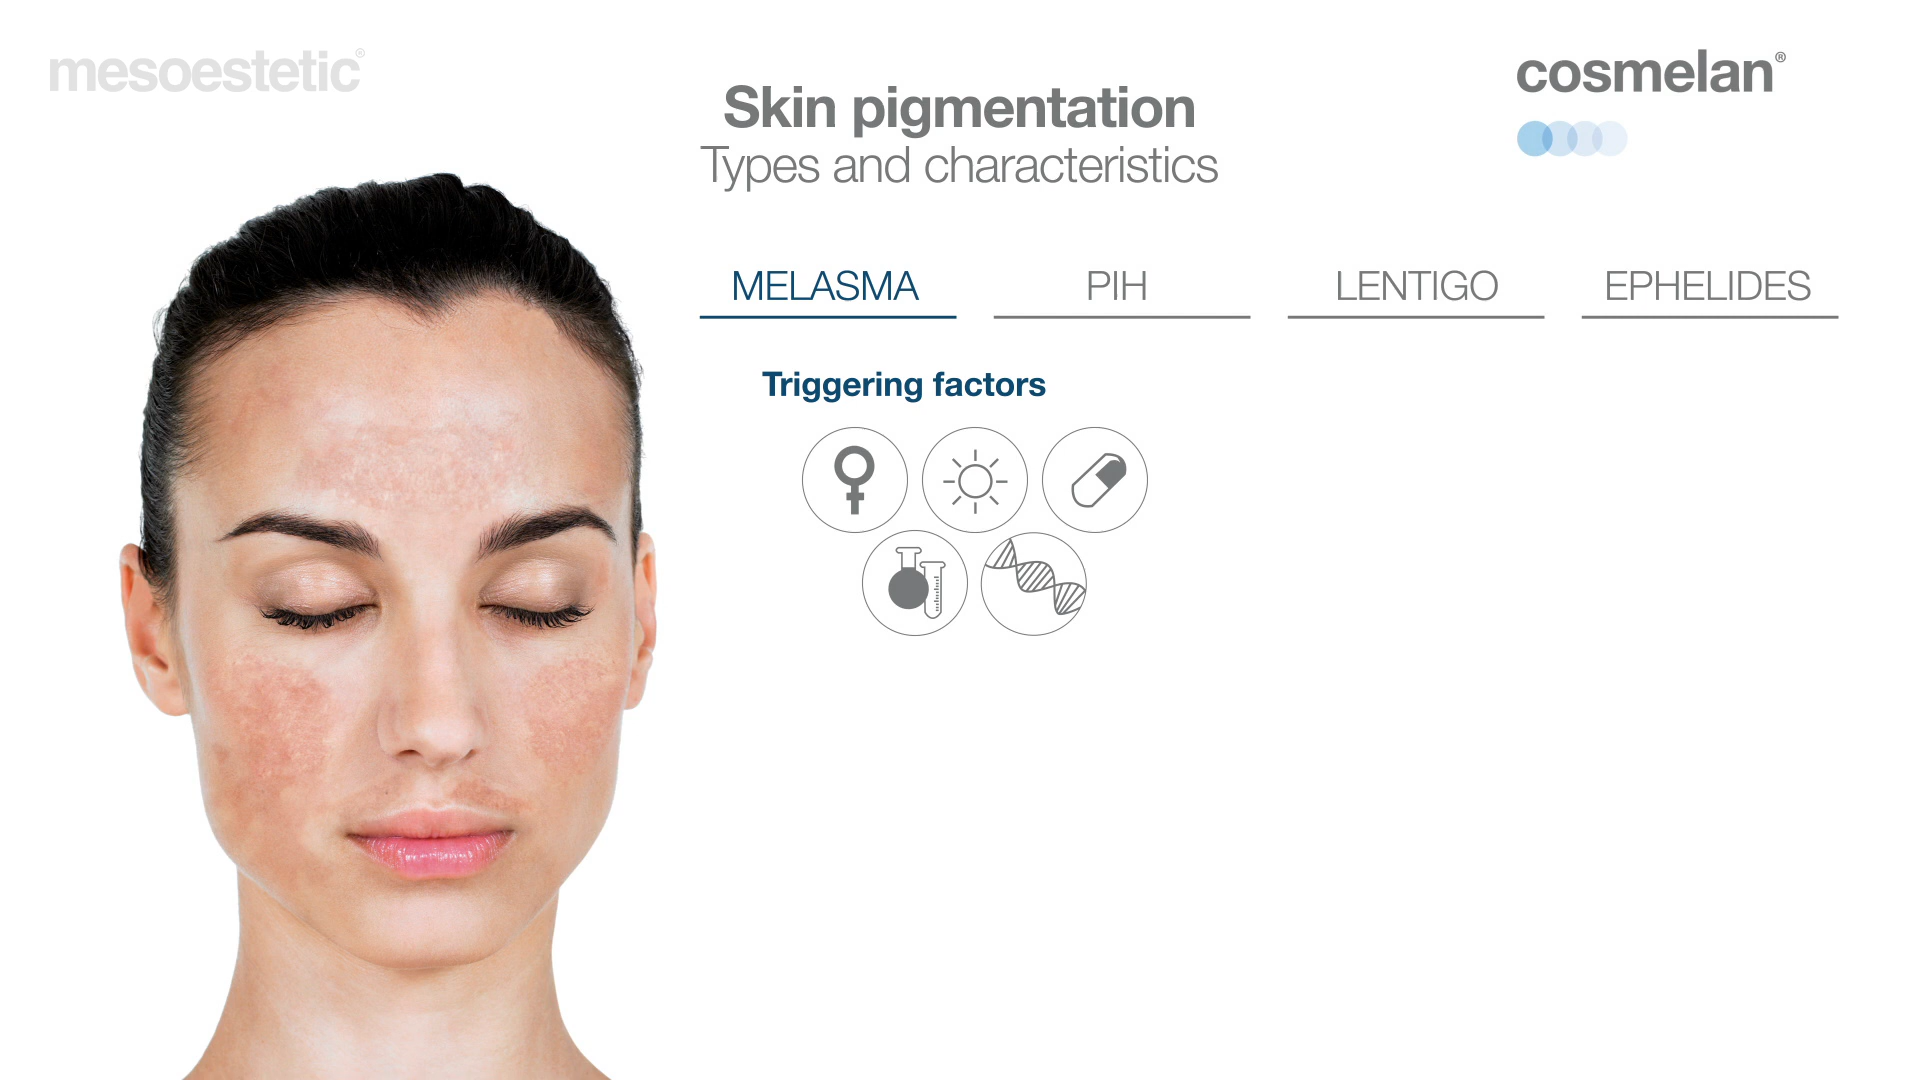 mesoestetic®
cosmelan®
Skin pigmentation
Types and characteristics
MELASMA
PIH
LENTIGO
EPHELIDES
Triggering factors